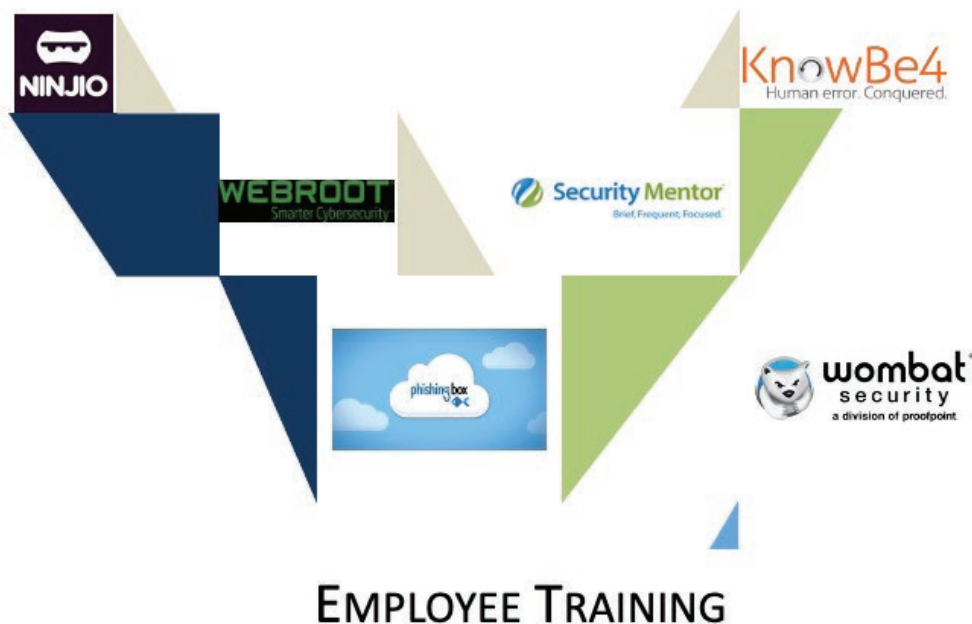 NINJIO
KnowBe4
Human error. Conquered.
WEBROOT
Smarter Cybersecurity
Security Mentor
Brief, Frequent, Focused.
phishingbox
wombat
security
a division of proofpoint.
EMPLOYEE TRAINING